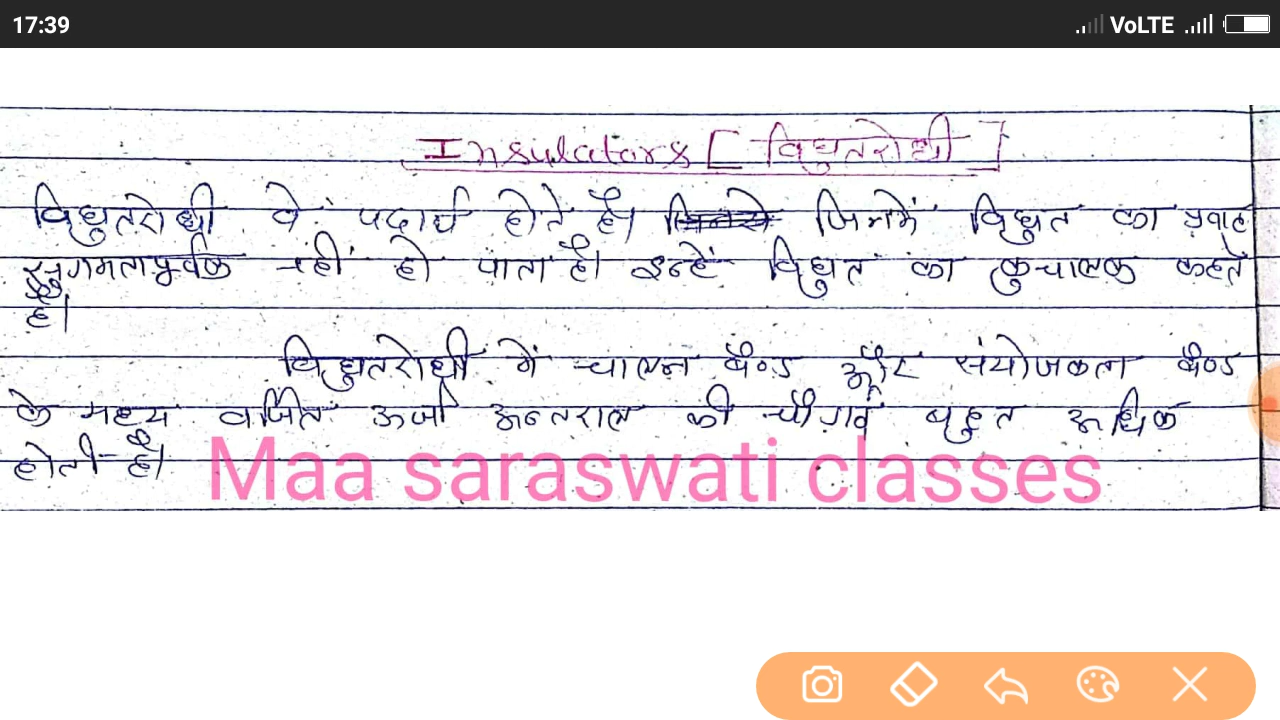 17:39
VoLTE
Insulators [ विधुतरोधी ]
विधुतरोधी वे पदार्थ होते है। जिनसे जिनमें विधुत का प्रवाह
सुगमतापूर्वक नहीं हो पाता है। इन्हें विधुत का कुचालक कहते
है।
विधुतरोधी में चालन बैण्ड और संयोजकता बैण्ड
के मध्य वर्जित ऊर्जा अन्तराल की चौड़ाई बहुत अधिक
होती है।
Maa saraswati classes